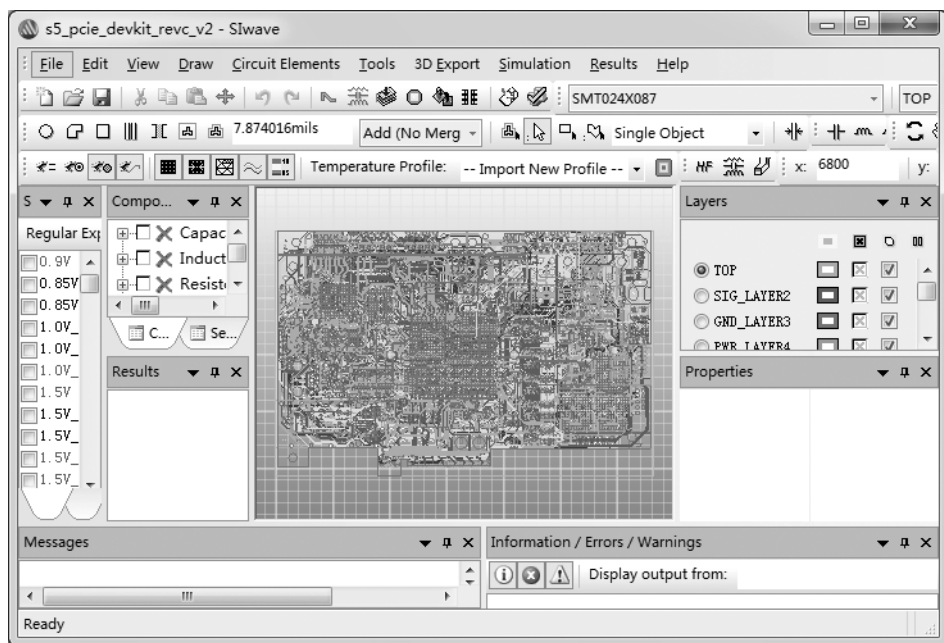 s5_pcie_devkit_revc_v2 - SIwave
File Edit View Draw Circuit Elements Tools 3D Export Simulation Results Help
SMT024X087 TOP
7.874016mils Add (No Merg Single Object
Temperature Profile: -- Import New Profile -- x: 6800 y:
S Compo... Layers
Regular Exp
Capac
Induct
Resist
C... Se...
0.9V
0.85V
0.85V
1.0V_
1.0V_
1.0V_
1.5V
1.5V_
1.5V_
1.5V_
1.5V_
TOP
SIG_LAYER2
GND_LAYER3
PWR_LAYER4
Results Properties
Messages Information / Errors / Warnings
Display output from:
Ready